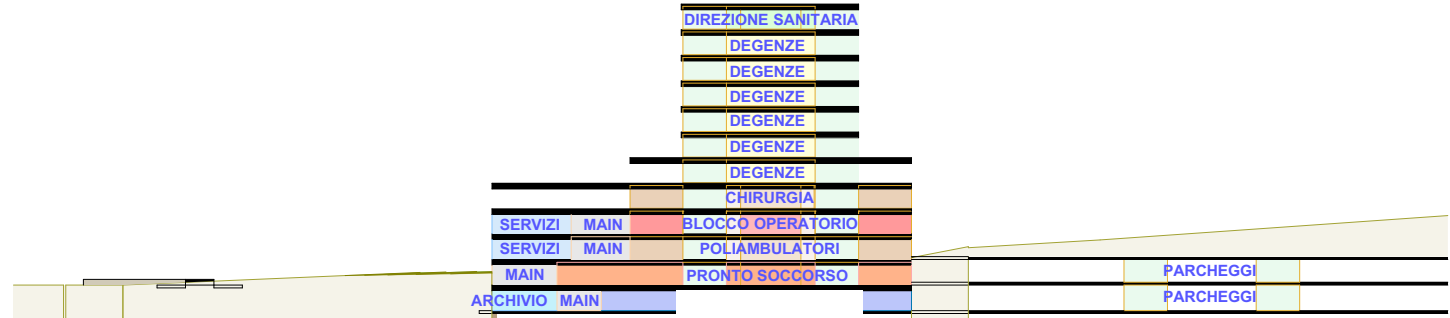 DIREZIONE SANITARIA
DEGENZE
DEGENZE
DEGENZE
DEGENZE
DEGENZE
DEGENZE
CHIRURGIA
SERVIZI MAIN BLOCCO OPERATORIO
SERVIZI MAIN POLIAMBULATORI
MAIN PRONTO SOCCORSO PARCHEGGI
ARCHIVIO MAIN PARCHEGGI